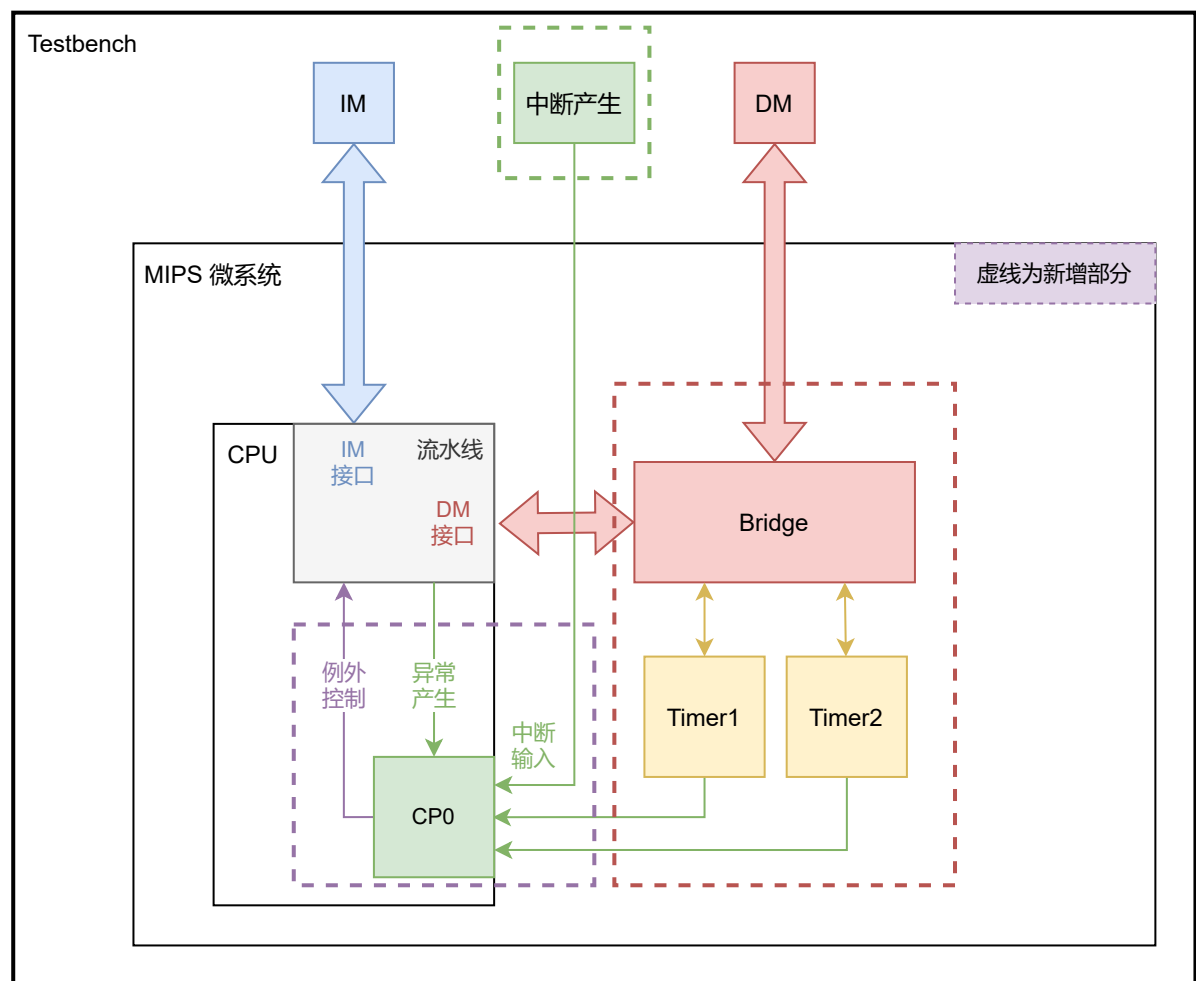 Testbench
IM
中断产生
DM
MIPS 微系统
虚线为新增部分
CPU
IM
接口
流水线
DM
接口
Bridge
例外
控制
异常
产生
中断
输入
Timer1
Timer2
CP0